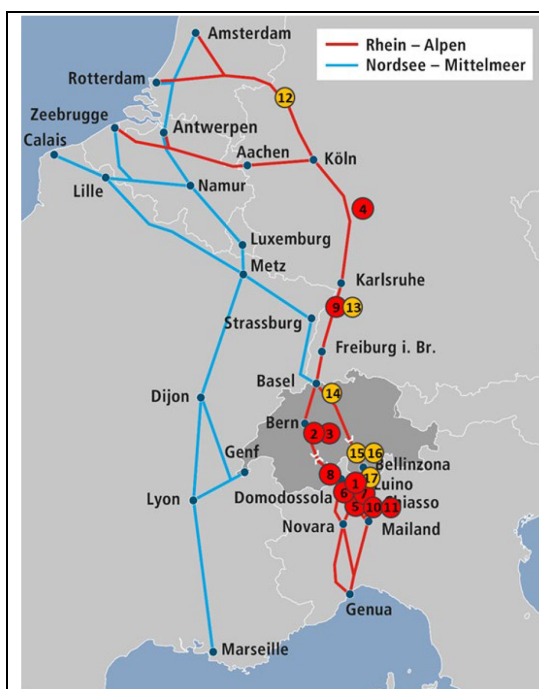 Amsterdam
Rhein – Alpen
Nordsee – Mittelmeer
Rotterdam
12
Zeebrugge
Antwerpen
Calais
Aachen
Köln
Lille
Namur
4
Luxemburg
Metz
Karlsruhe
9
13
Strassburg
Freiburg i. Br.
Basel
14
Dijon
Bern
2
3
15
16
Genf
Bellinzona
8
1
17
Luino
Domodossola
6
7
Chiasso
Lyon
5
10
11
Novara
Mailand
Genua
Marseille